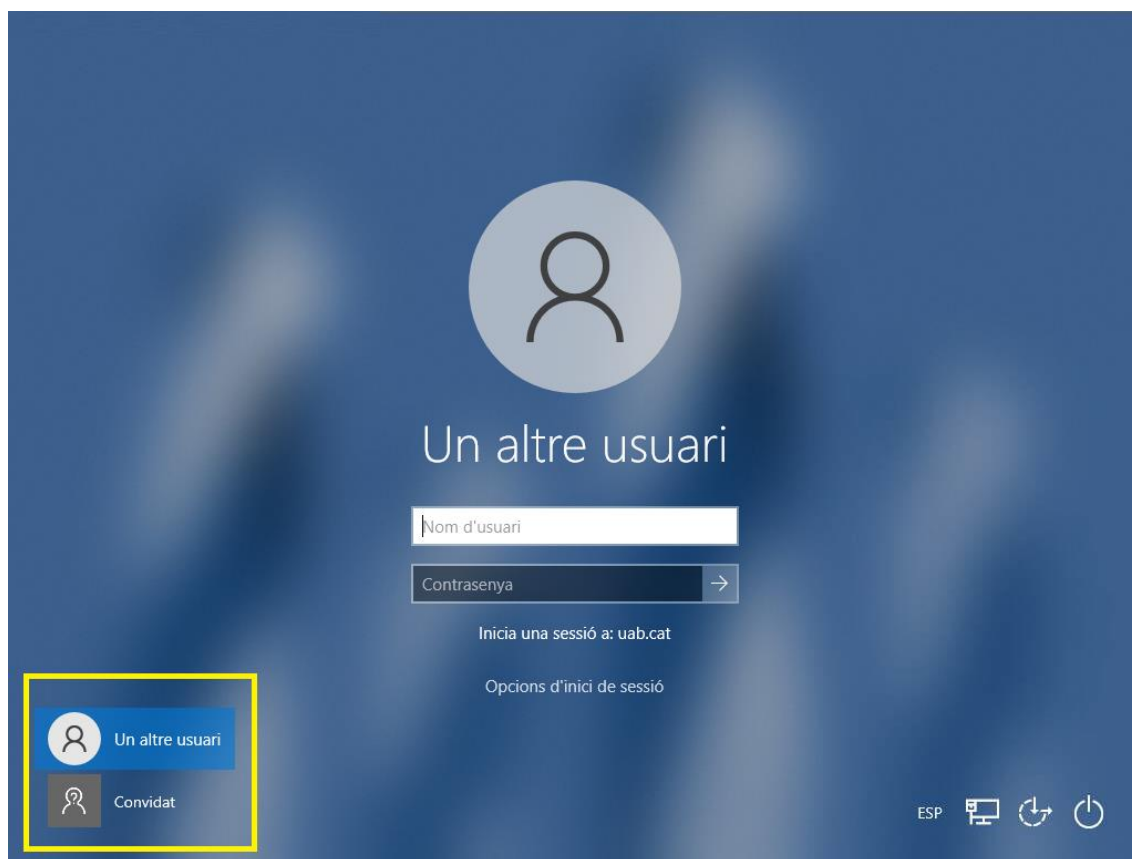 Un altre usuari
Nom d'usuari
Contrasenya
Inicia una sessió a: uab.cat
Opcions d'inici de sessió
Un altre usuari
Convidat
ESP